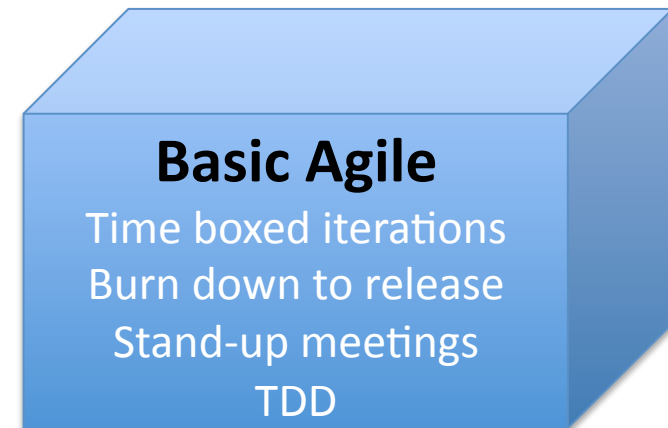 Basic Agile
Time boxed iterations
Burn down to release
Stand-up meetings
TDD